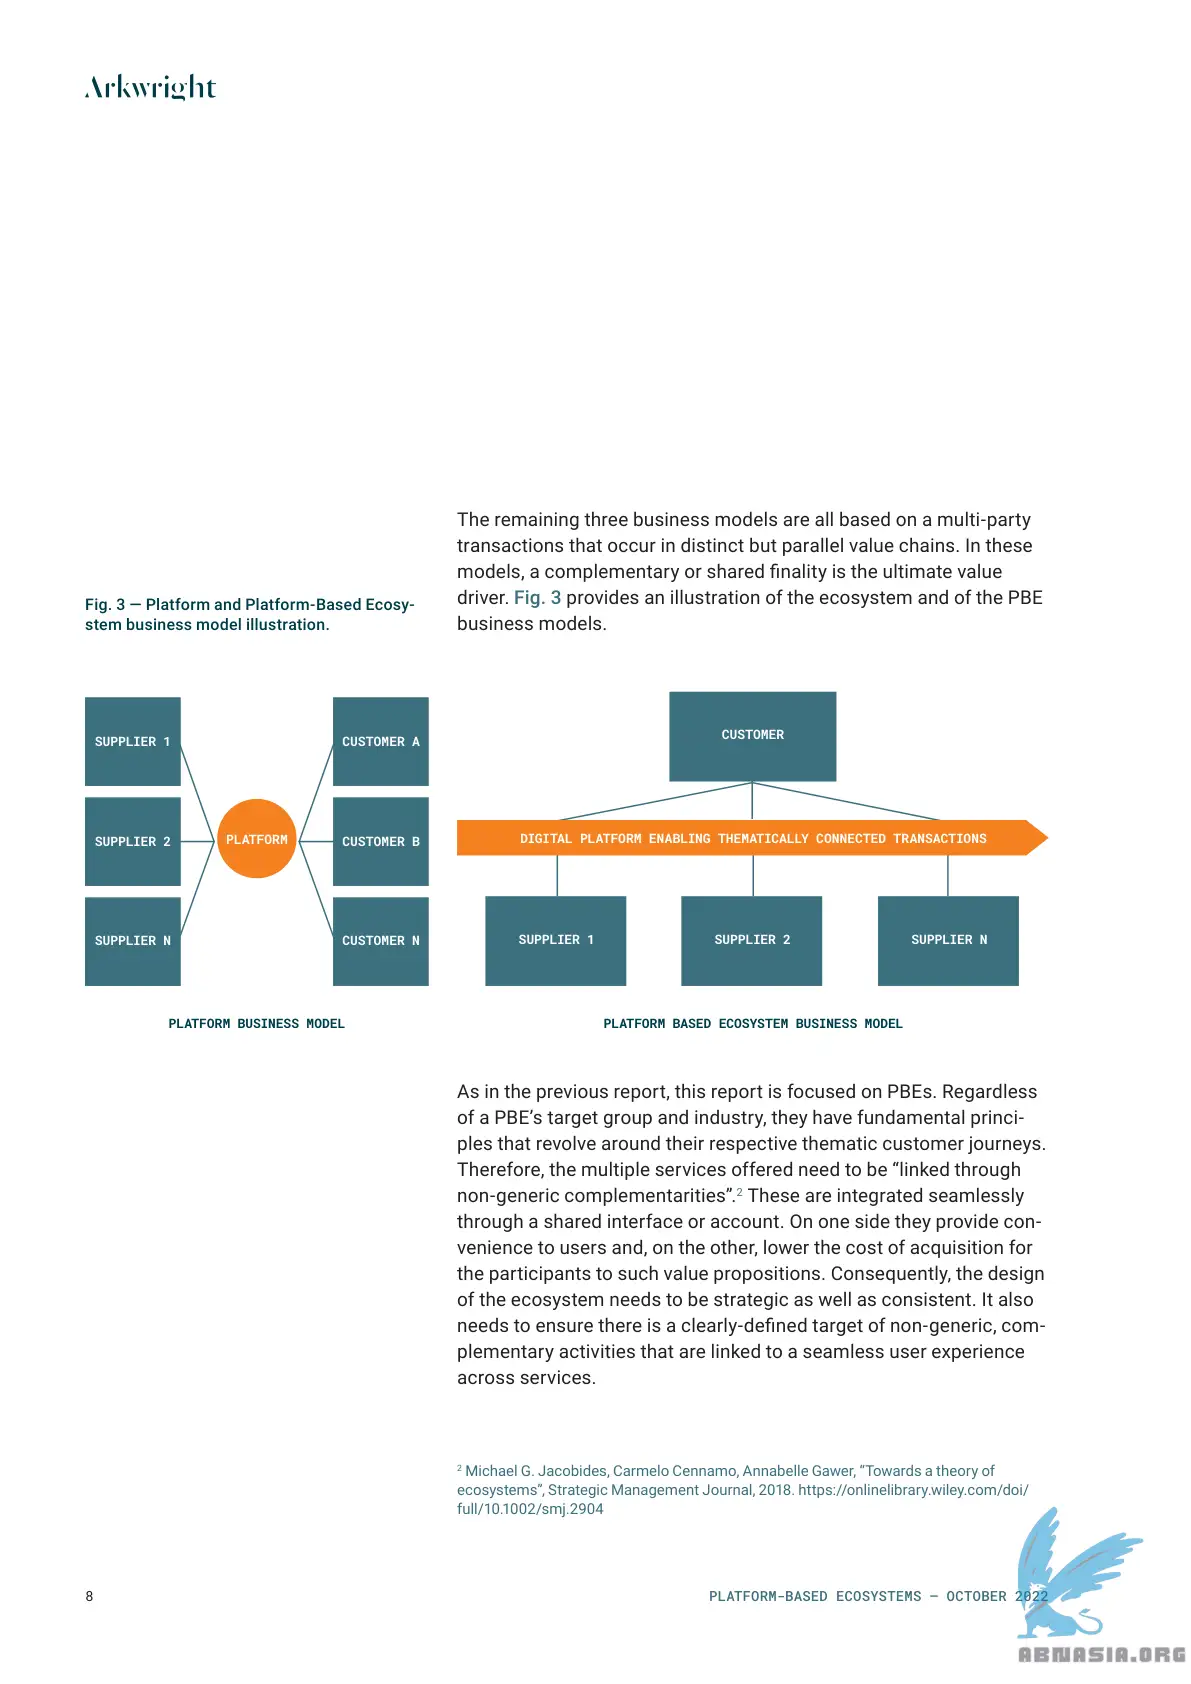 Arkwright
The remaining three business models are all based on a multi-party
transactions that occur in distinct but parallel value chains. In these
models, a complementary or shared finality is the ultimate value
driver. Fig. 3 provides an illustration of the ecosystem and of the PBE
business models.
Fig. 3 — Platform and Platform-Based Ecosy-
stem business model illustration.
SUPPLIER 1
SUPPLIER 2
SUPPLIER N
PLATFORM
CUSTOMER A
CUSTOMER B
CUSTOMER N
PLATFORM BUSINESS MODEL
CUSTOMER
DIGITAL PLATFORM ENABLING THEMATICALLY CONNECTED TRANSACTIONS
SUPPLIER 1
SUPPLIER 2
SUPPLIER N
PLATFORM BASED ECOSYSTEM BUSINESS MODEL
As in the previous report, this report is focused on PBEs. Regardless
of a PBE’s target group and industry, they have fundamental princi-
ples that revolve around their respective thematic customer journeys.
Therefore, the multiple services offered need to be “linked through
non-generic complementarities”.2 These are integrated seamlessly
through a shared interface or account. On one side they provide con-
venience to users and, on the other, lower the cost of acquisition for
the participants to such value propositions. Consequently, the design
of the ecosystem needs to be strategic as well as consistent. It also
needs to ensure there is a clearly-defined target of non-generic, com-
plementary activities that are linked to a seamless user experience
across services.
2 Michael G. Jacobides, Carmelo Cennamo, Annabelle Gawer, “Towards a theory of
ecosystems”, Strategic Management Journal, 2018. https://onlinelibrary.wiley.com/doi/
full/10.1002/smj.2904
8
PLATFORM-BASED ECOSYSTEMS — OCTOBER 2022
ABNASIA.ORG